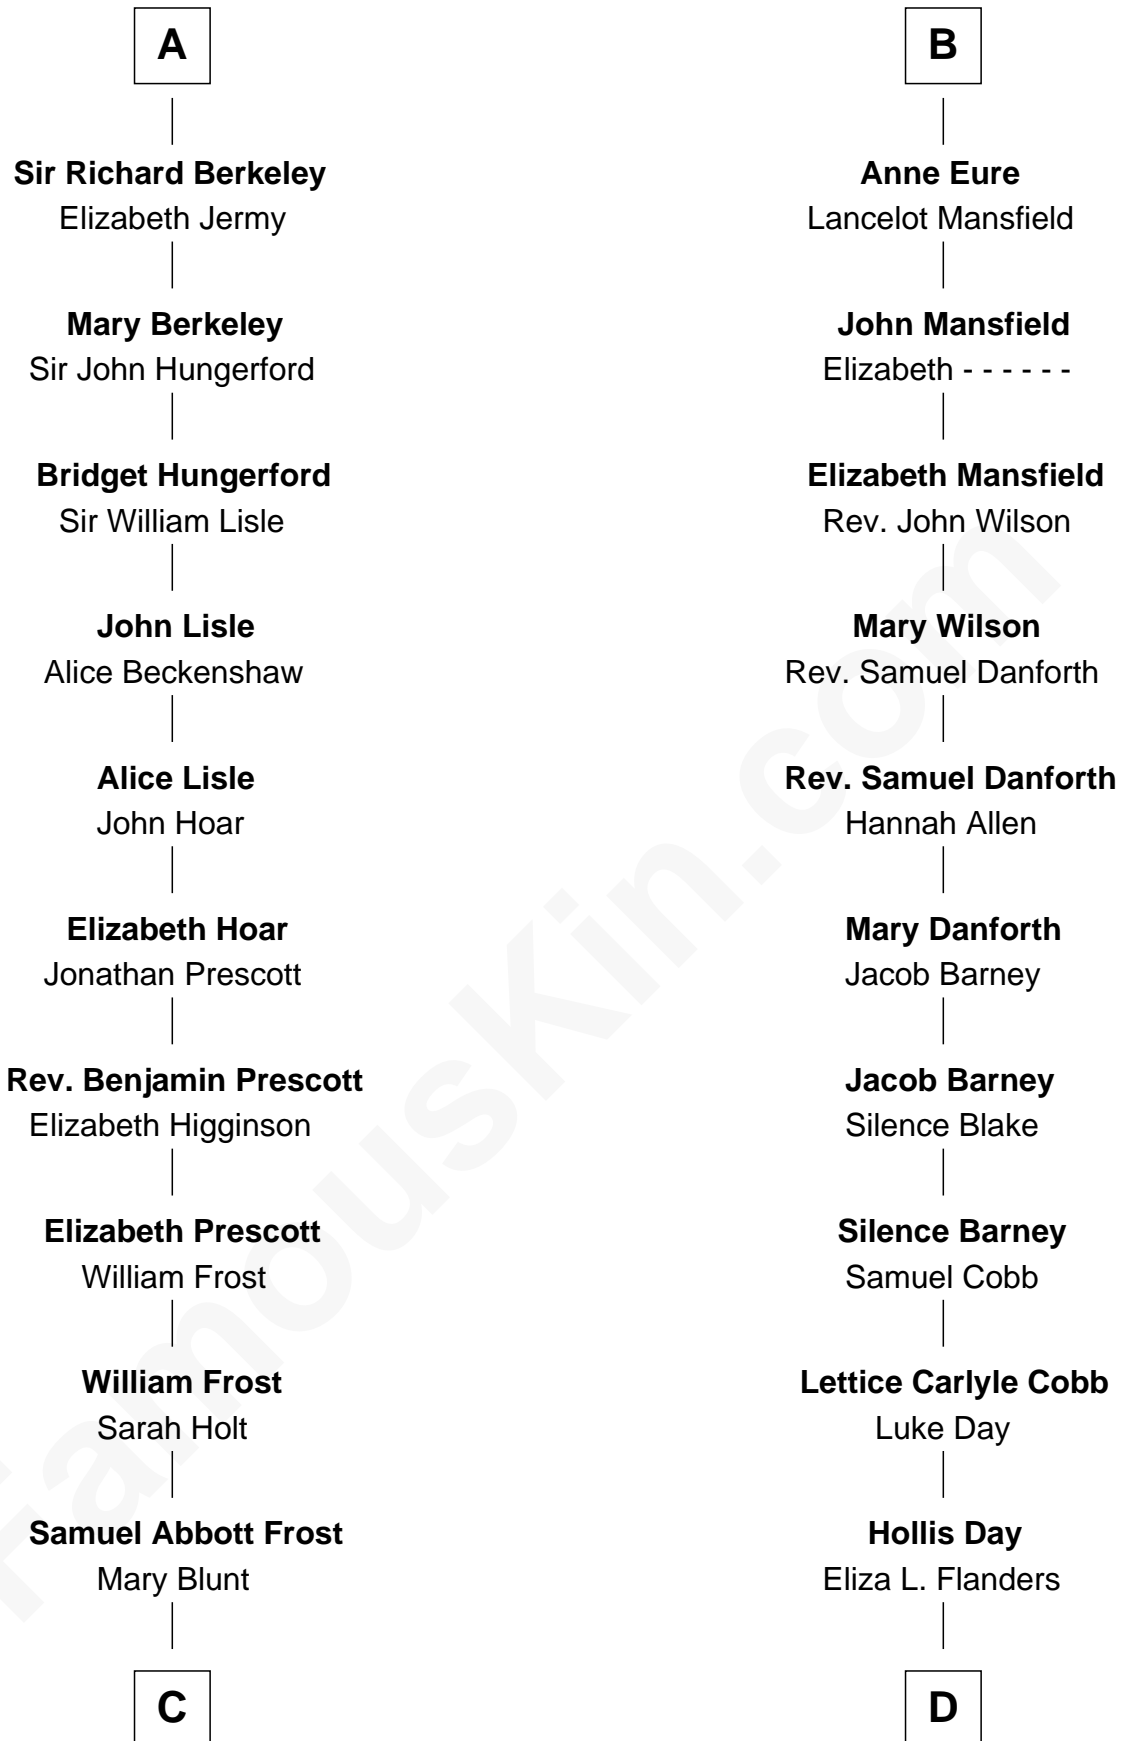 A
Sir Richard Berkeley
Elizabeth Jermy
Mary Berkeley
Sir John Hungerford
Bridget Hungerford
Sir William Lisle
John Lisle
Alice Beckenshaw
Alice Lisle
John Hoar
Elizabeth Hoar
Jonathan Prescott
Rev. Benjamin Prescott
Elizabeth Higginson
Elizabeth Prescott
William Frost
William Frost
Sarah Holt
Samuel Abbott Frost
Mary Blunt
C
B
Anne Eure
Lancelot Mansfield
John Mansfield
Elizabeth - - - - - -
Elizabeth Mansfield
Rev. John Wilson
Mary Wilson
Rev. Samuel Danforth
Rev. Samuel Danforth
Hannah Allen
Mary Danforth
Jacob Barney
Jacob Barney
Silence Blake
Silence Barney
Samuel Cobb
Lettice Carlyle Cobb
Luke Day
Hollis Day
Eliza L. Flanders
D
FamousKin.com